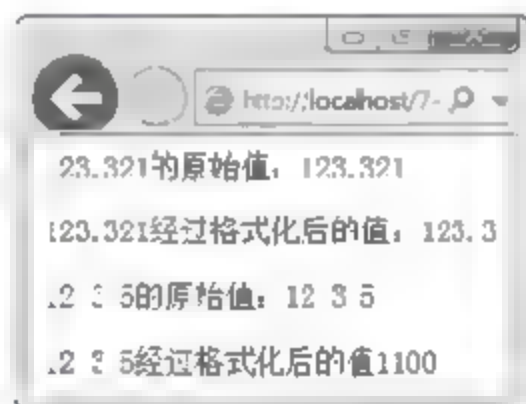 http://localhost/7-
23.321的原始值：123.321
123.321经过格式化后的值：123.3
.2 3 5的原始值：12 3 5
.2 3 5经过格式化后的值1100